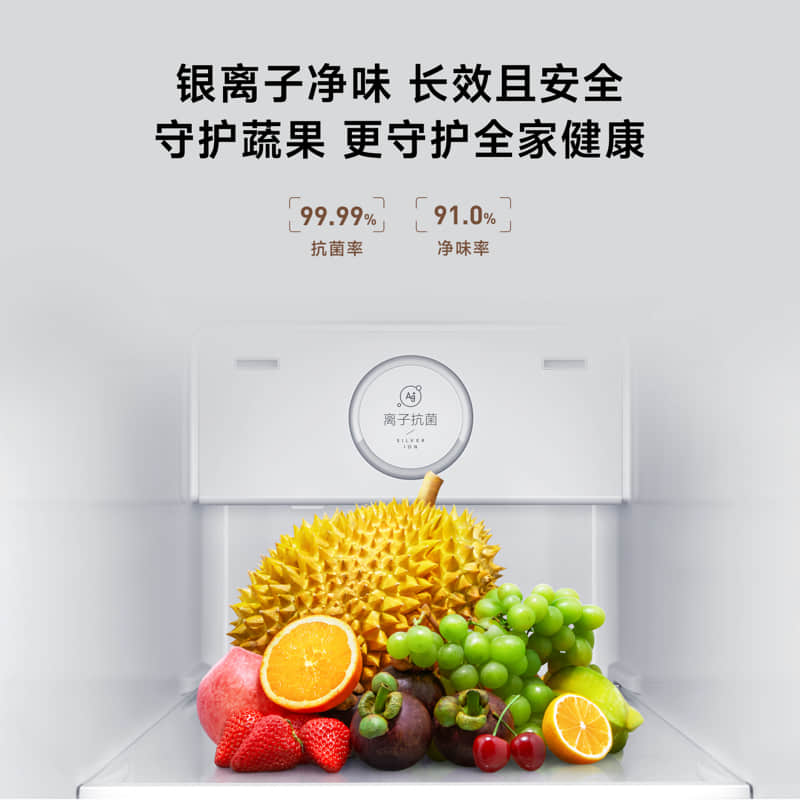 银离子净味 长效且安全
守护蔬果 更守护全家健康
99.99% 91.0%
抗菌率 净味率
Ag
离子抗菌
SILVER
ION